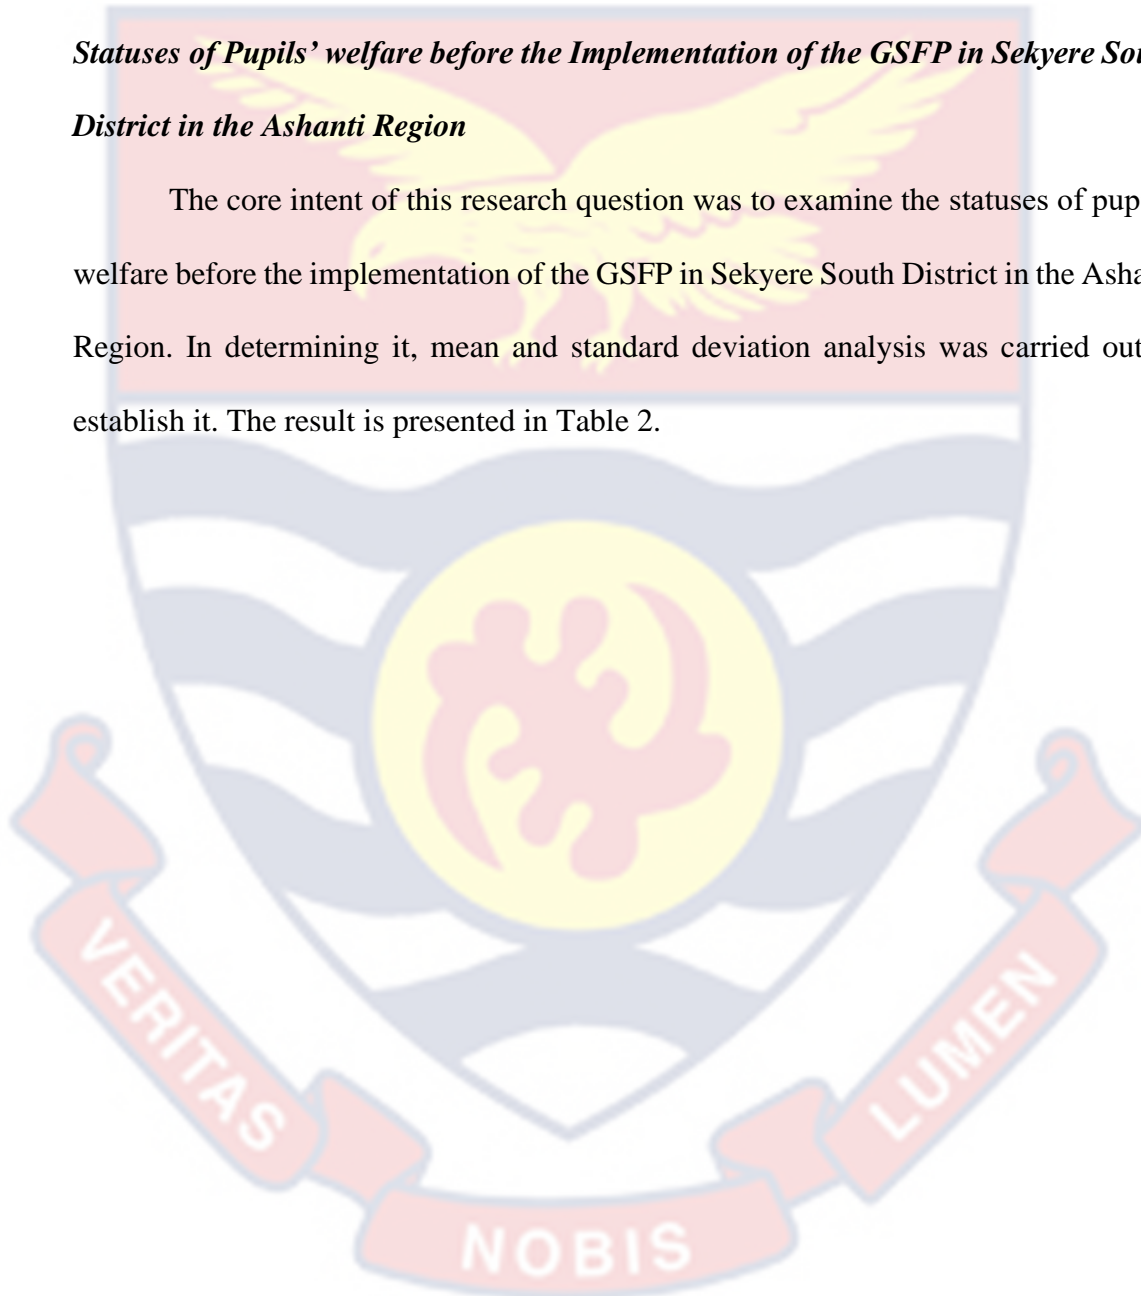 Statuses of Pupils’ welfare before the Implementation of the GSFP in Sekyere Sou
District in the Ashanti Region
The core intent of this research question was to examine the statuses of pup
welfare before the implementation of the GSFP in Sekyere South District in the Asha
Region. In determining it, mean and standard deviation analysis was carried out
establish it. The result is presented in Table 2.
VERITAS
NOBIS
LUMEN